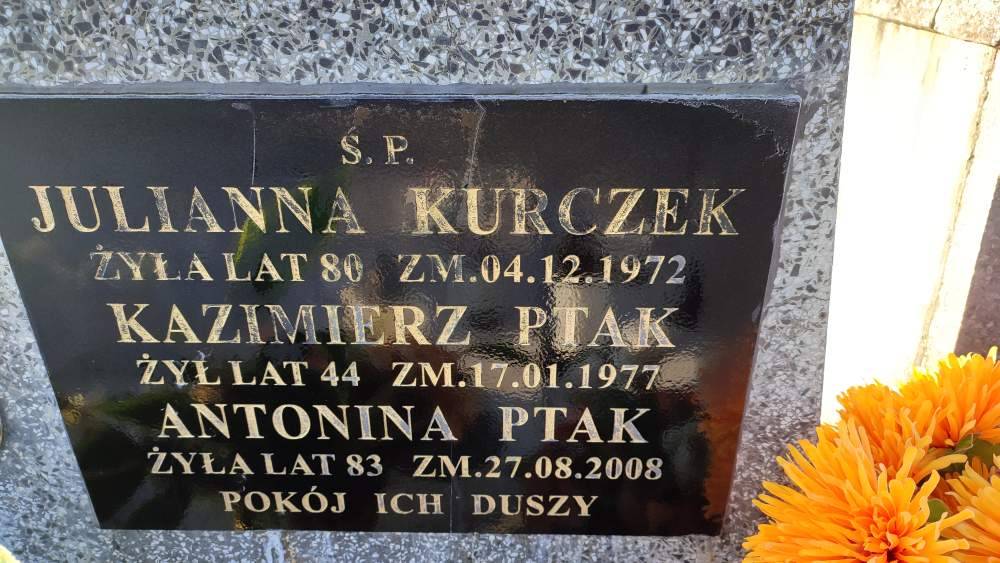 Ś. P.
JULIANNA KURCZEK
ŻYŁA LAT 80 ZM.04.12.1972
KAZIMIERZ PTAK
ŻYŁ LAT 44 ZM.17.01.1977
ANTONINA PTAK
ŻYŁA LAT 83 ZM.27.08.2008
POKÓJ ICH DUSZY